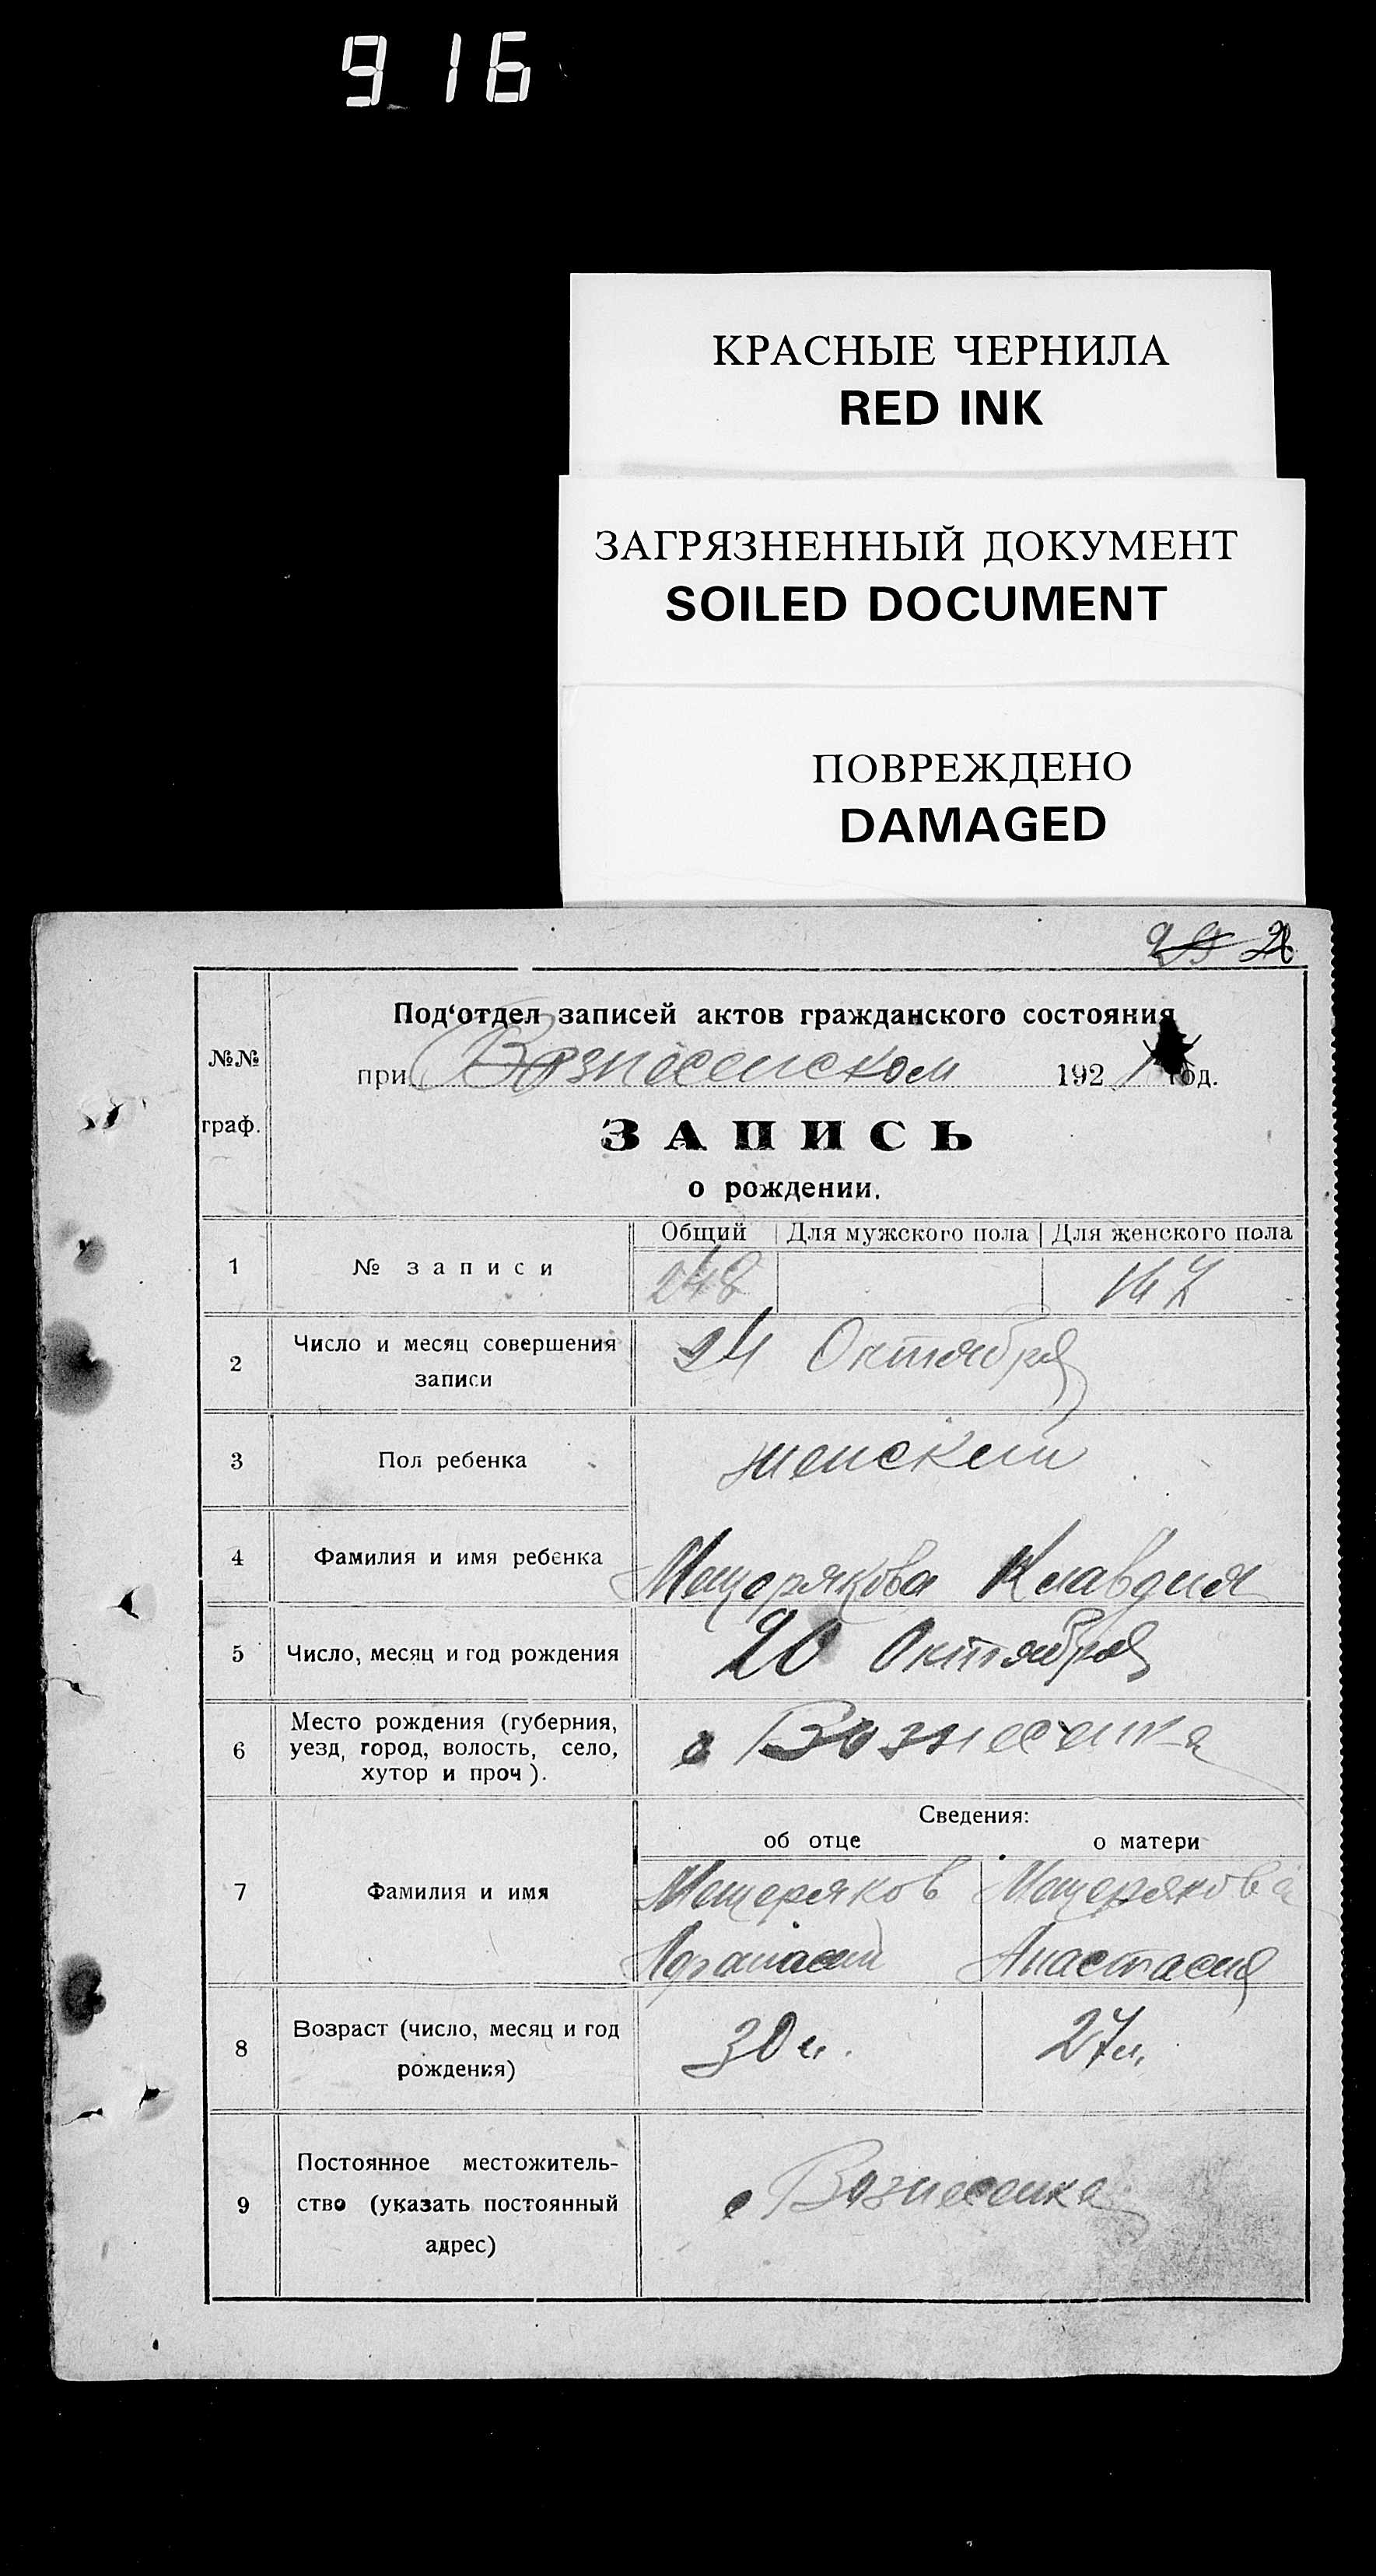 916
КРАСНЫЕ ЧЕРНИЛА
RED INK
ЗАГРЯЗНЕННЫЙ ДОКУМЕНТ
SOILED DOCUMENT
ПОВРЕЖДЕНО
DAMAGED
Под‘отдел записей актов гражданского состояния
при Вознесенском 192 год.
№№
граф.
ЗАПИСЬ
о рождении.
Общий Для мужского пола Для женского пола
1 № записи 248 147
2 Число и месяц совершения
записи
24 Октября
3 Пол ребенка женский
4 Фамилия и имя ребенка Мещерякова Клавдия
5 Число, месяц и год рождения 20 Октября
6 Место рождения (губерния,
уезд, город, волость, село,
хутор и проч).
с Вознесенка
Сведения:
об отце о матери
7 Фамилия и имя Мещеряков Мещерякова
Афанасий Анастасия
8 Возраст (число, месяц и год
рождения)
30 л. 27 л.
9 Постоянное местожитель-
ство (указать постоянный
адрес)
с Вознесенка